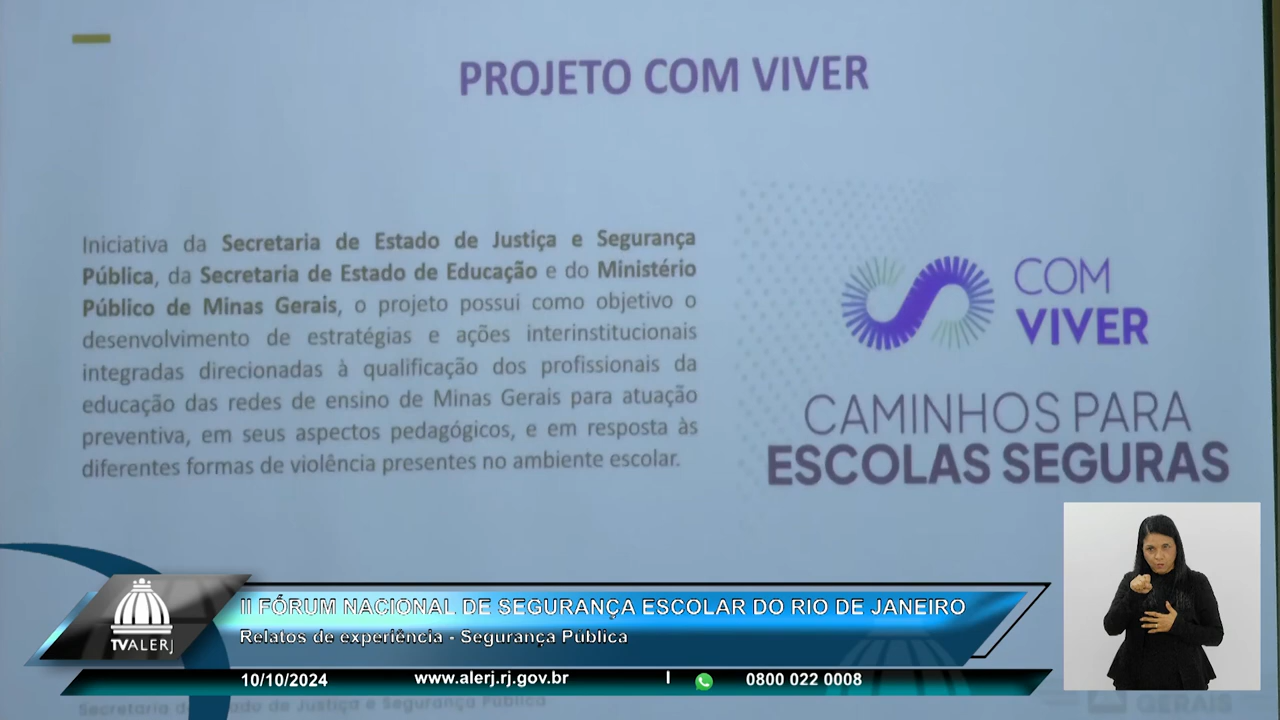 PROJETO COM VIVER
Iniciativa da Secretaria de Estado de Justiça e Segurança
Pública, da Secretaria de Estado de Educação e do Ministério
Público de Minas Gerais, o projeto possui como objetivo o
desenvolvimento de estratégias e ações interinstitucionais
integradas direcionadas à qualificação dos profissionais da
educação das redes de ensino de Minas Gerais para atuação
preventiva, em seus aspectos pedagógicos, e em resposta às
diferentes formas de violência presentes no ambiente escolar.
COM
VIVER
CAMINHOS PARA
ESCOLAS SEGURAS
II FÓRUM NACIONAL DE SEGURANÇA ESCOLAR DO RIO DE JANEIRO
Relatos de experiência - Segurança Pública
TVALERJ
10/10/2024 www.alerj.rj.gov.br | 0800 022 0008
GERAIS